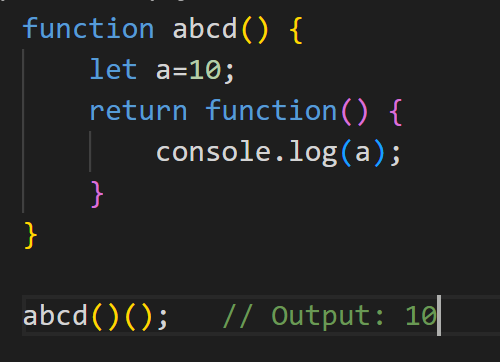 function abcd() {
    let a=10;
    return function() {
        console.log(a);
    }
}
abcd()();   // Output: 10